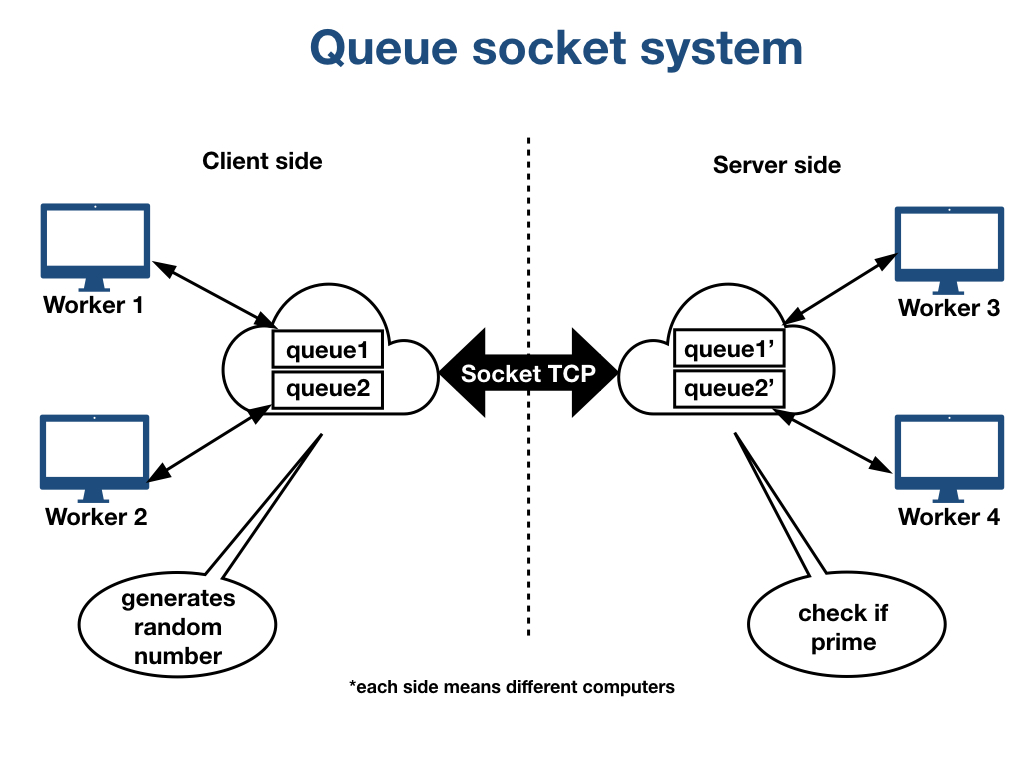 Queue socket system
Client side
Server side
Worker 1
Worker 3
queue1
queue2
Socket TCP
queue1’
queue2’
Worker 2
Worker 4
generates
random
number
check if
prime
*each side means different computers